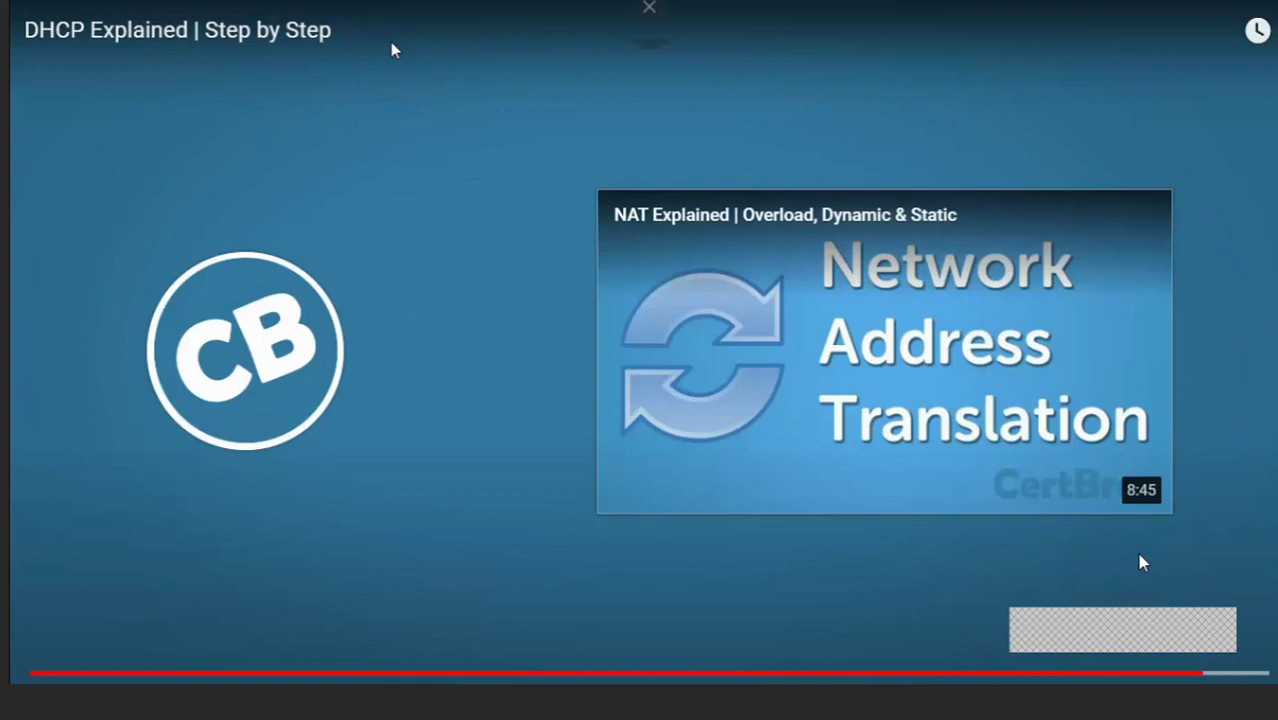 DHCP Explained | Step by Step
NAT Explained | Overload, Dynamic & Static
Network
Address
Translation
CB
8:45